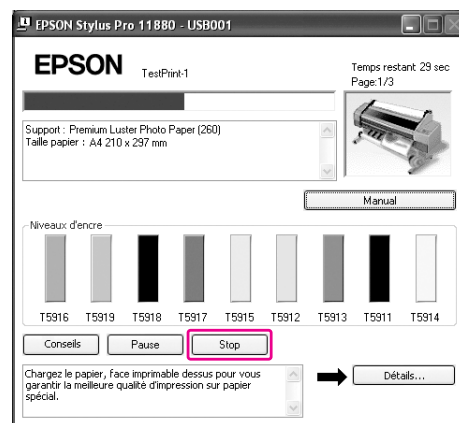 EPSON Stylus Pro 11880 - USB001
EPSON
TestPrint-1
Temps restant 29 sec
Page:1/3
Support : Premium Luster Photo Paper (260)
Taille papier : A4 210 x 297 mm
Manual
Niveaux d'encre
T5916 T5919 T5918 T5917 T5915 T5912 T5913 T5911 T5914
Conseils Pause Stop
Chargez le papier, face imprimable dessus pour vous
garantir la meilleure qualité d'impression sur papier
spécial.
Détails...